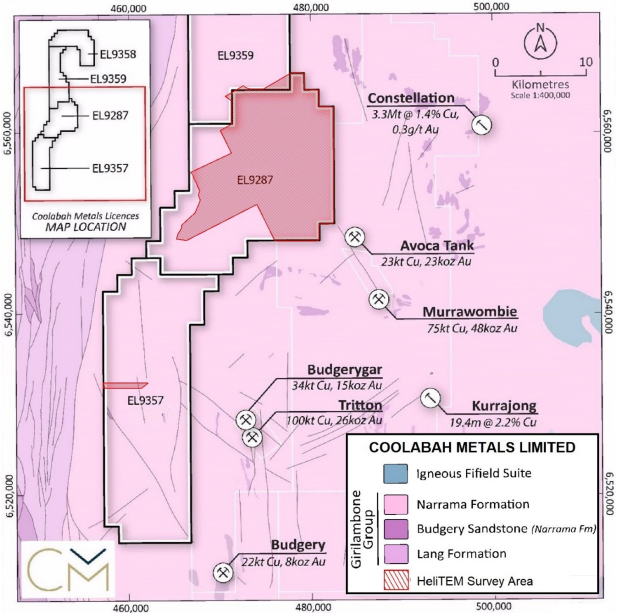 460,000
480,000
500,000
EL9358
EL9359
EL9287
EL9357
Coolabah Metals Licences
MAP LOCATION
EL9359
N
0
10
Kilometres
Scale 1:400,000
Constellation
3.3Mt @ 1.4% Cu,
0.3g/t Au
6,560,000
6,560,000
EL9287
Avoca Tank
23kt Cu, 23koz Au
Murrawombie
75kt Cu, 48koz Au
6,540,000
6,540,000
Budgerygar
34kt Cu, 15koz Au
Tritton
100kt Cu, 26koz Au
Kurrajong
19.4m @ 2.2% Cu
EL9357
COOLABAH METALS LIMITED
Igneous Fifield Suite
Girilambone
Group
Narrama Formation
Budgery Sandstone (Narrama Fm)
Lang Formation
HeliTEM Survey Area
6,520,000
6,520,000
Budgery
22kt Cu, 8koz Au
CM
460,000
480,000
500,000